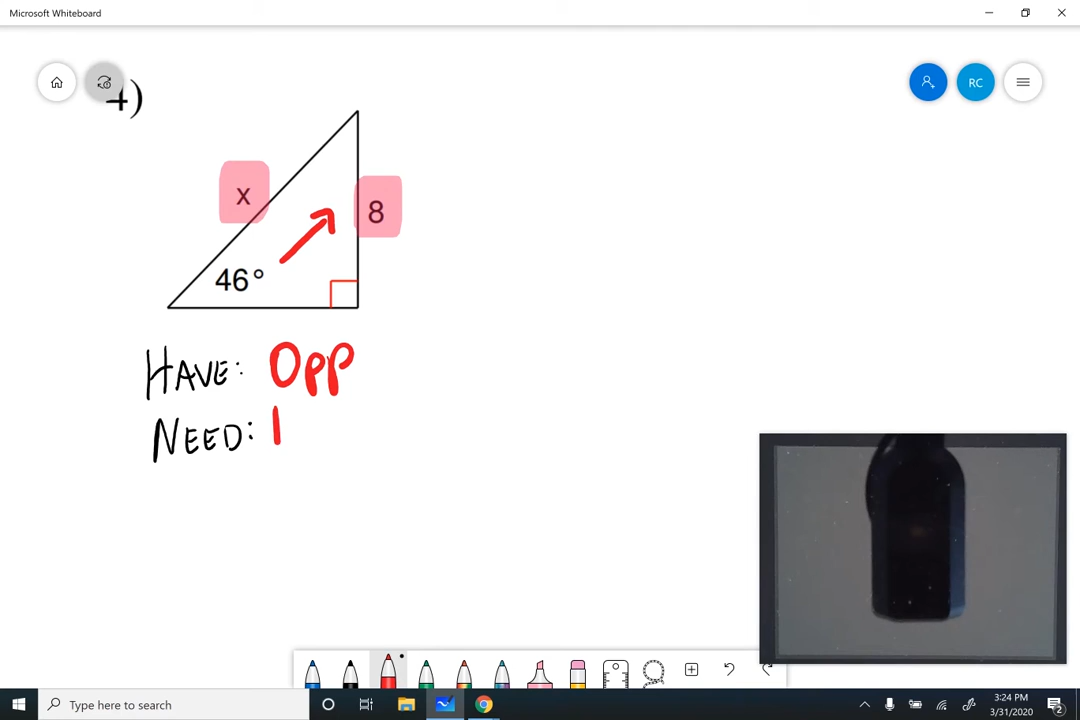 Microsoft Whiteboard
4)
RC
x
8
46°
HAVE: OPP
NEED: I
Type here to search
3:24 PM
3/31/2020
2